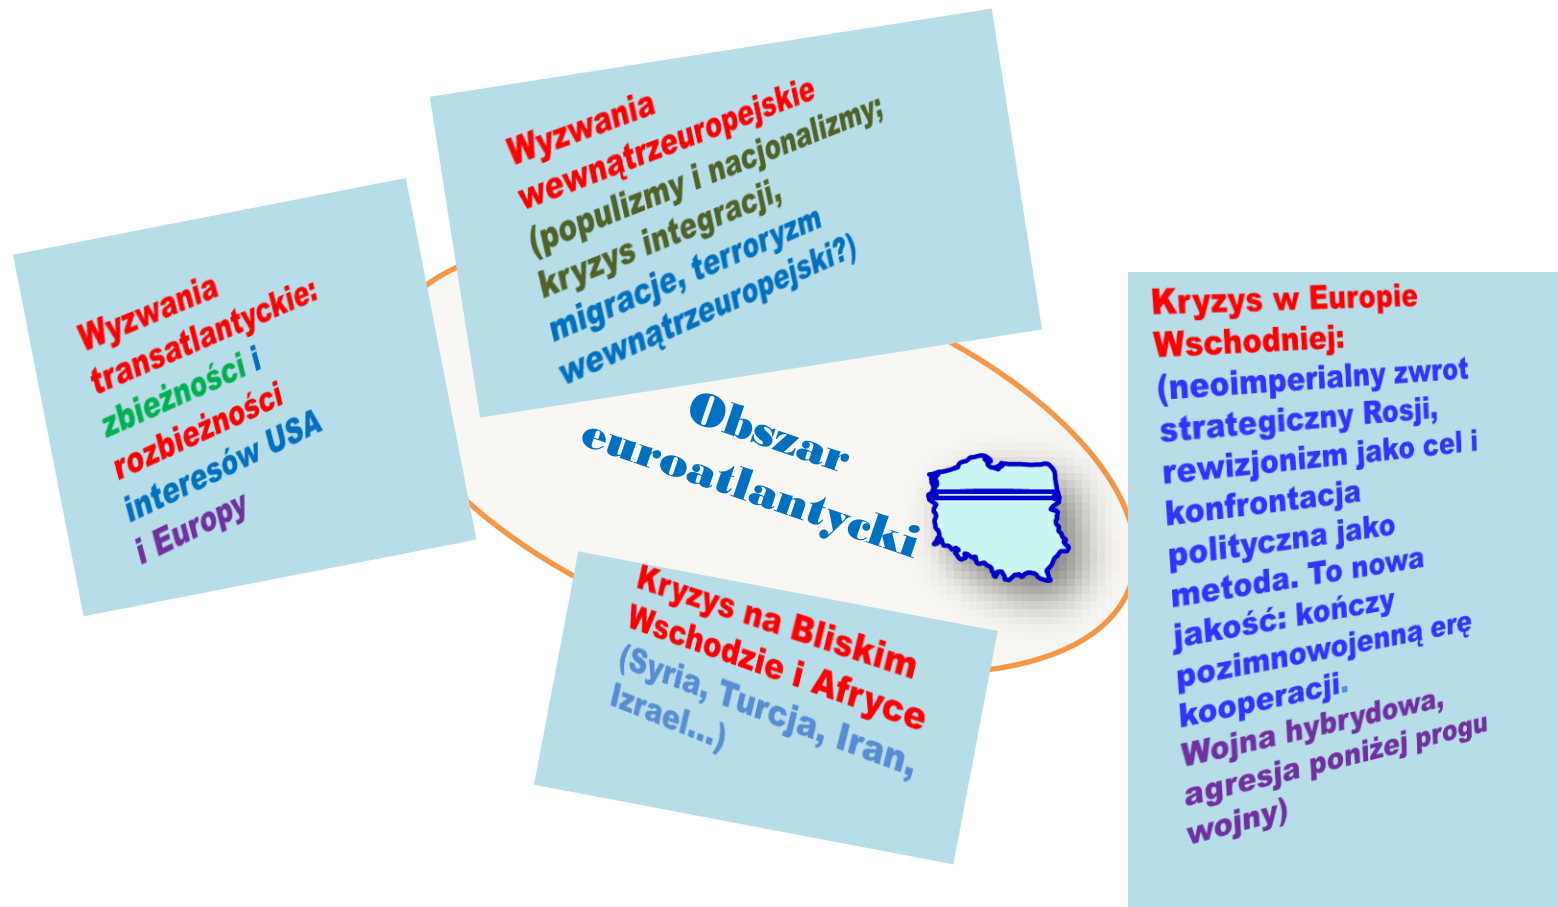 Wyzwania
transatlantyckie:
zbieżności i
rozbieżności
interesów USA
i Europy
Wyzwania
wewnątrzeuropejskie
(populizmy i nacjonalizmy;
kryzys integracji,
migracje, terroryzm
wewnątrzeuropejski?)
Obszar
euroatlantycki
Kryzys na Bliskim
Wschodzie i Afryce
(Syria, Turcja, Iran,
Izrael...)
Kryzys w Europie
Wschodniej:
(neoimperialny zwrot
strategiczny Rosji,
rewizjonizm jako cel i
konfrontacja
polityczna jako
metoda. To nowa
jakość: kończy
pozimnowojenną erę
kooperacji.
Wojna hybrydowa,
agresja poniżej progu
wojny)